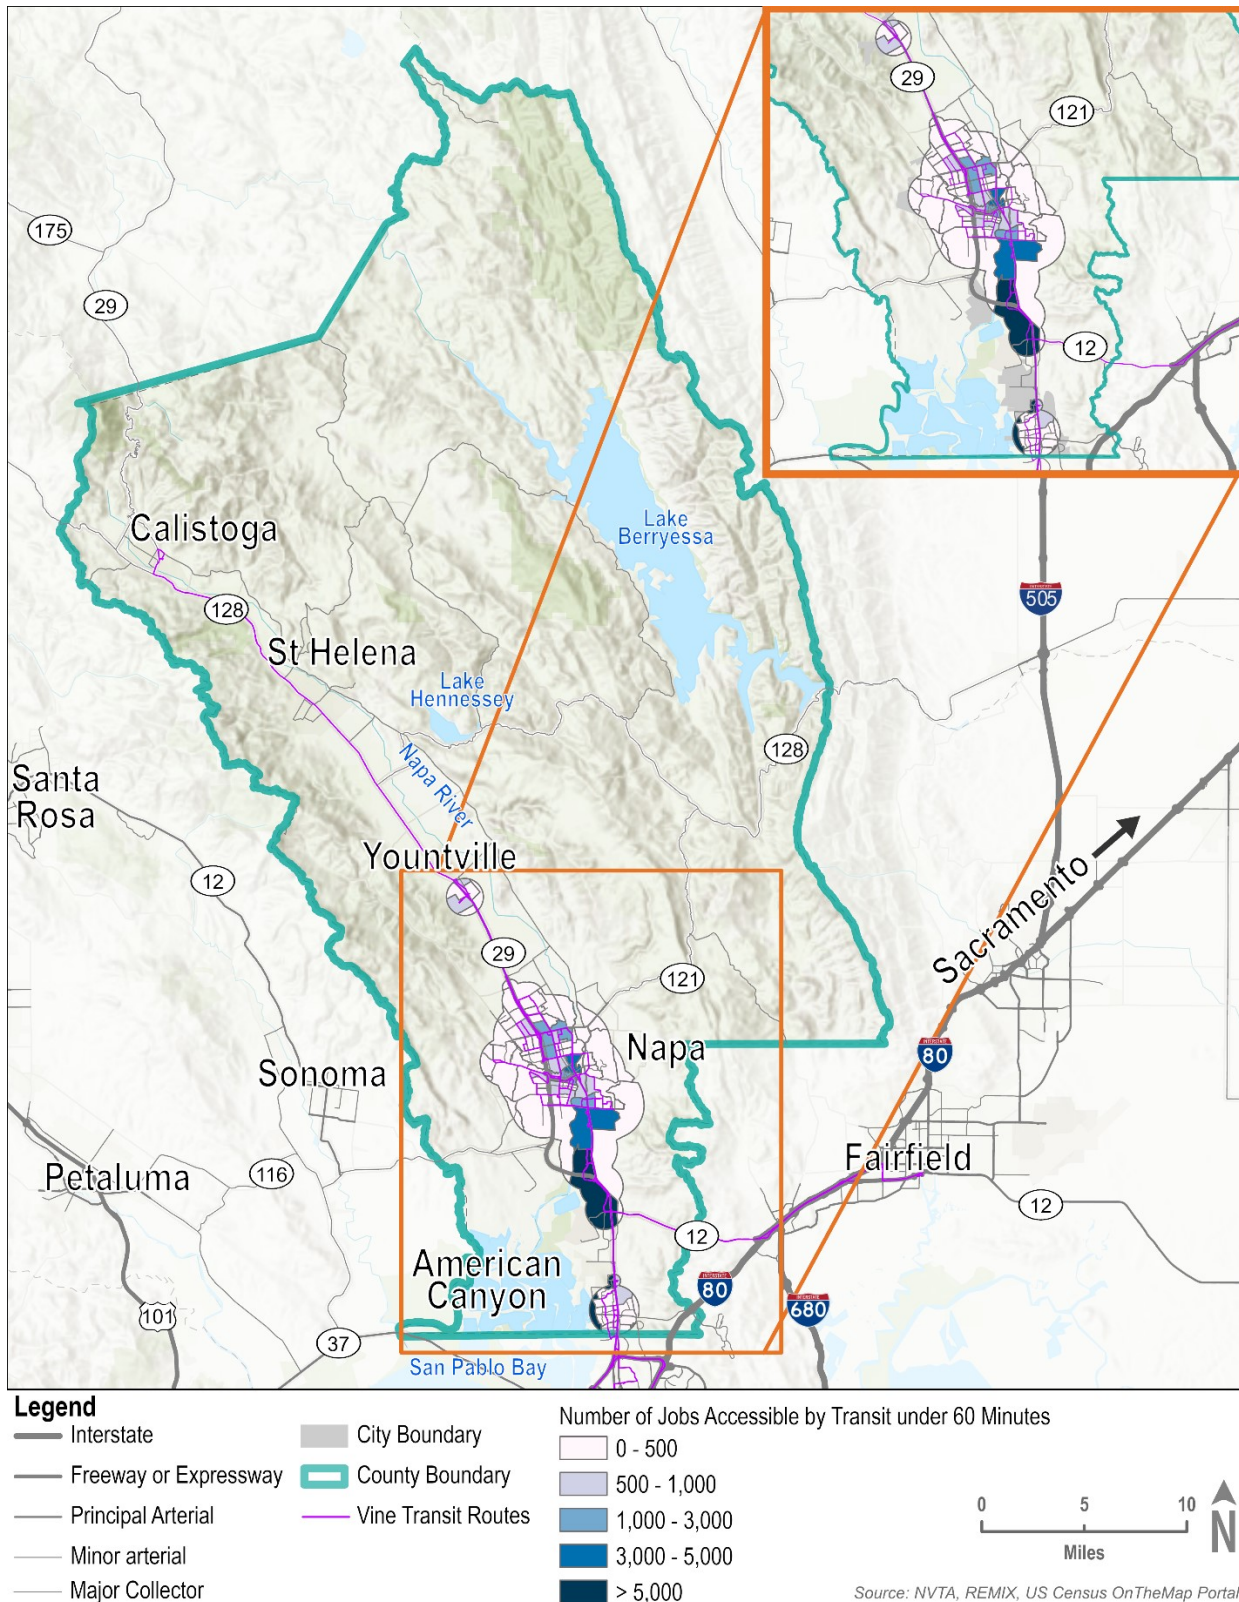 29
121
12
175
29
Calistoga
128
St Helena
Lake
Berryessa
Lake
Hennessey
INTERSTATE
505
Napa River
128
Santa
Rosa
Yountville
12
29
121
Sacramento
Napa
Sonoma
INTERSTATE
80
Petaluma
116
Fairfield
12
12
American
Canyon
INTERSTATE
80
INTERSTATE
680
101
37
San Pablo Bay
Legend
Interstate
Freeway or Expressway
Principal Arterial
Minor arterial
Major Collector
City Boundary
County Boundary
Vine Transit Routes
Number of Jobs Accessible by Transit under 60 Minutes
0 - 500
500 - 1,000
1,000 - 3,000
3,000 - 5,000
> 5,000
0 5 10
Miles
N
Source: NVTA, REMIX, US Census OnTheMap Portal